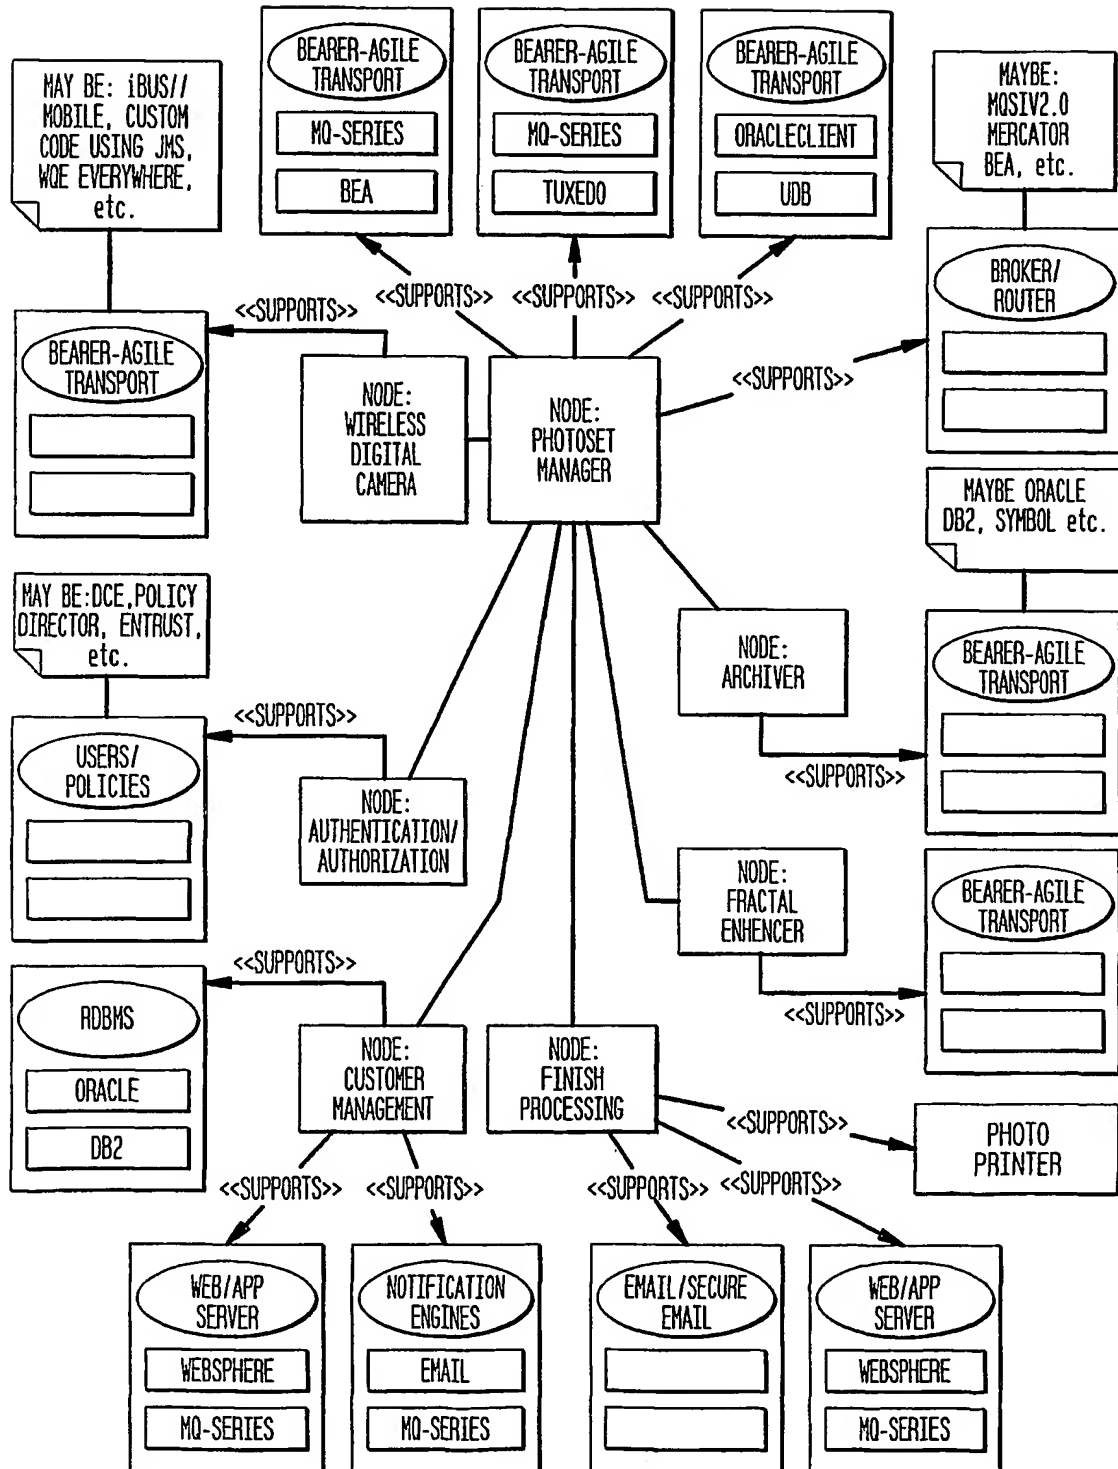 BEARER-AGILE
TRANSPORT
MQ-SERIES
BEA
BEARER-AGILE
TRANSPORT
MQ-SERIES
TUXEDO
BEARER-AGILE
TRANSPORT
ORACLECLIENT
UDB
MAY BE: iBUS//
MOBILE, CUSTOM
CODE USING JMS,
WQE EVERYWHERE,
etc.
MAYBE:
MQSIV2.0
MERCATOR
BEA, etc.
<<SUPPORTS>>
<<SUPPORTS>>
<<SUPPORTS>>
<<SUPPORTS>>
BROKER/
ROUTER
BEARER-AGILE
TRANSPORT
NODE:
WIRELESS
DIGITAL
CAMERA
NODE:
PHOTOSET
MANAGER
<<SUPPORTS>>
MAYBE ORACLE
DB2, SYMBOL etc.
MAY BE:DCE,POLICY
DIRECTOR, ENTRUST,
etc.
NODE:
ARCHIVER
BEARER-AGILE
TRANSPORT
<<SUPPORTS>>
<<SUPPORTS>>
USERS/
POLICIES
NODE:
AUTHENTICATION/
AUTHORIZATION
NODE:
FRACTAL
ENHENCER
BEARER-AGILE
TRANSPORT
<<SUPPORTS>>
<<SUPPORTS>>
RDBMS
ORACLE
DB2
NODE:
CUSTOMER
MANAGEMENT
NODE:
FINISH
PROCESSING
<<SUPPORTS>>
PHOTO
PRINTER
<<SUPPORTS>>
<<SUPPORTS>>
<<SUPPORTS>>
<<SUPPORTS>>
WEB/APP
SERVER
WEBSPHERE
MQ-SERIES
NOTIFICATION
ENGINES
EMAIL
MQ-SERIES
EMAIL/SECURE
EMAIL
WEB/APP
SERVER
WEBSPHERE
MQ-SERIES